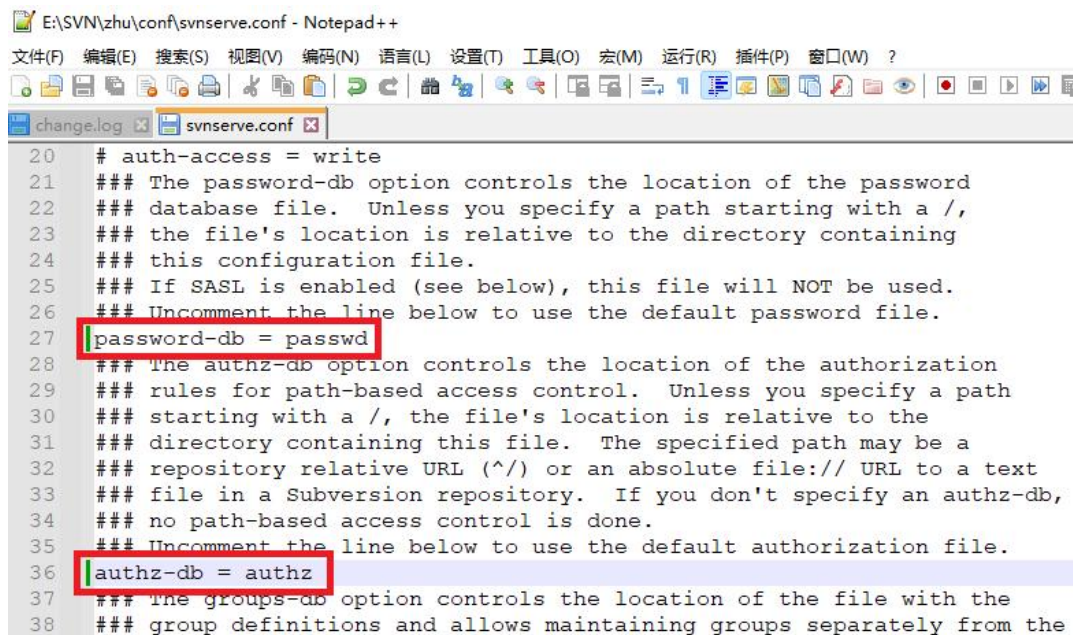 E:\SVN\zhu\conf\svnserve.conf - Notepad++
文件(F) 编辑(E) 搜索(S) 视图(V) 编码(N) 语言(L) 设置(T) 工具(O) 宏(M) 运行(R) 插件(P) 窗口(W) ?
change.log svnserve.conf
20 # auth-access = write
21 ### The password-db option controls the location of the password
22 ### database file.  Unless you specify a path starting with a /,
23 ### the file's location is relative to the directory containing
24 ### this configuration file.
25 ### If SASL is enabled (see below), this file will NOT be used.
26 ### Uncomment the line below to use the default password file.
27 password-db = passwd
28 ### The authz-db option controls the location of the authorization
29 ### rules for path-based access control.  Unless you specify a path
30 ### starting with a /, the file's location is relative to the
31 ### directory containing this file.  The specified path may be a
32 ### repository relative URL (^/) or an absolute file:// URL to a text
33 ### file in a Subversion repository.  If you don't specify an authz-db,
34 ### no path-based access control is done.
35 ### Uncomment the line below to use the default authorization file.
36 authz-db = authz
37 ### The groups-db option controls the location of the file with the
38 ### group definitions and allows maintaining groups separately from the